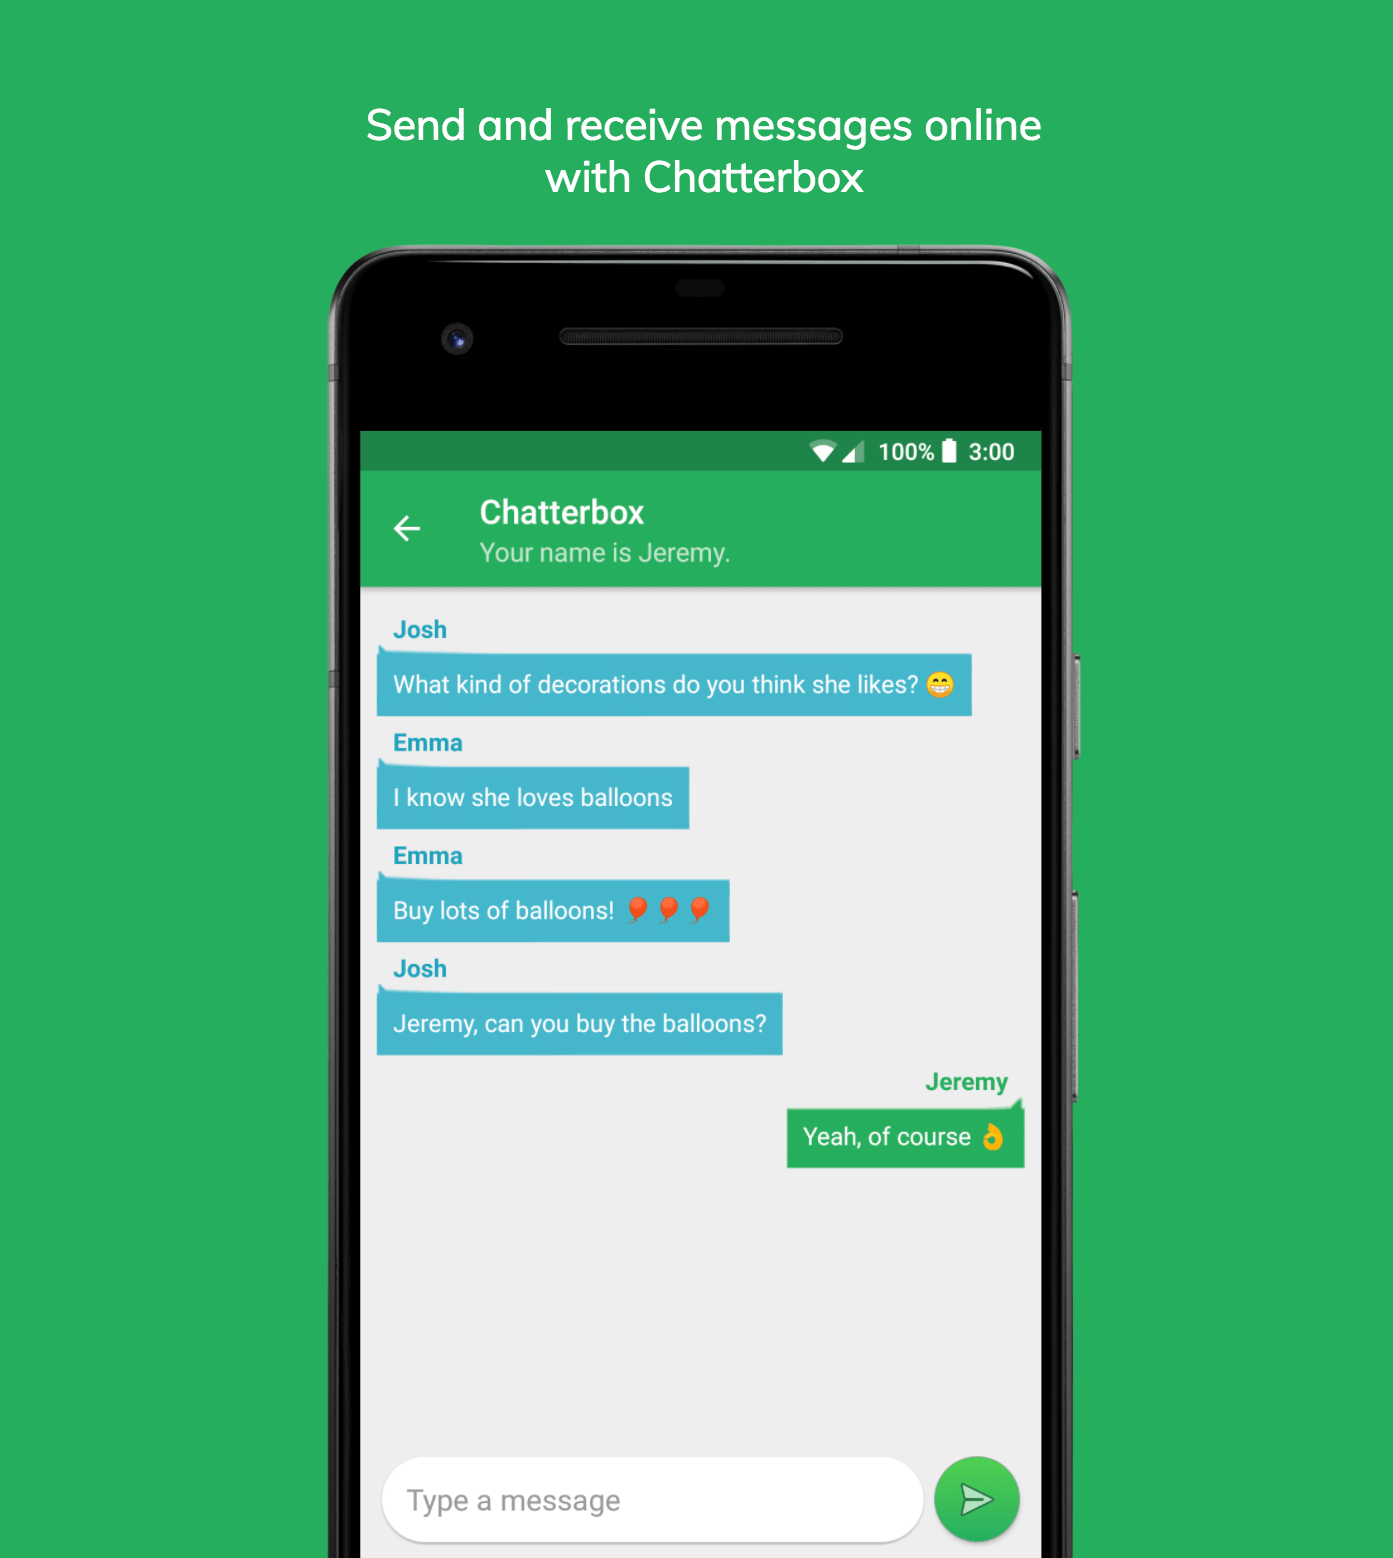 Send and receive messages online
with Chatterbox
100% 3:00
Chatterbox
Your name is Jeremy.
Josh
What kind of decorations do you think she likes? 😁
Emma
I know she loves balloons
Emma
Buy lots of balloons! 🎈🎈🎈
Josh
Jeremy, can you buy the balloons?
Jeremy
Yeah, of course 👌
Type a message